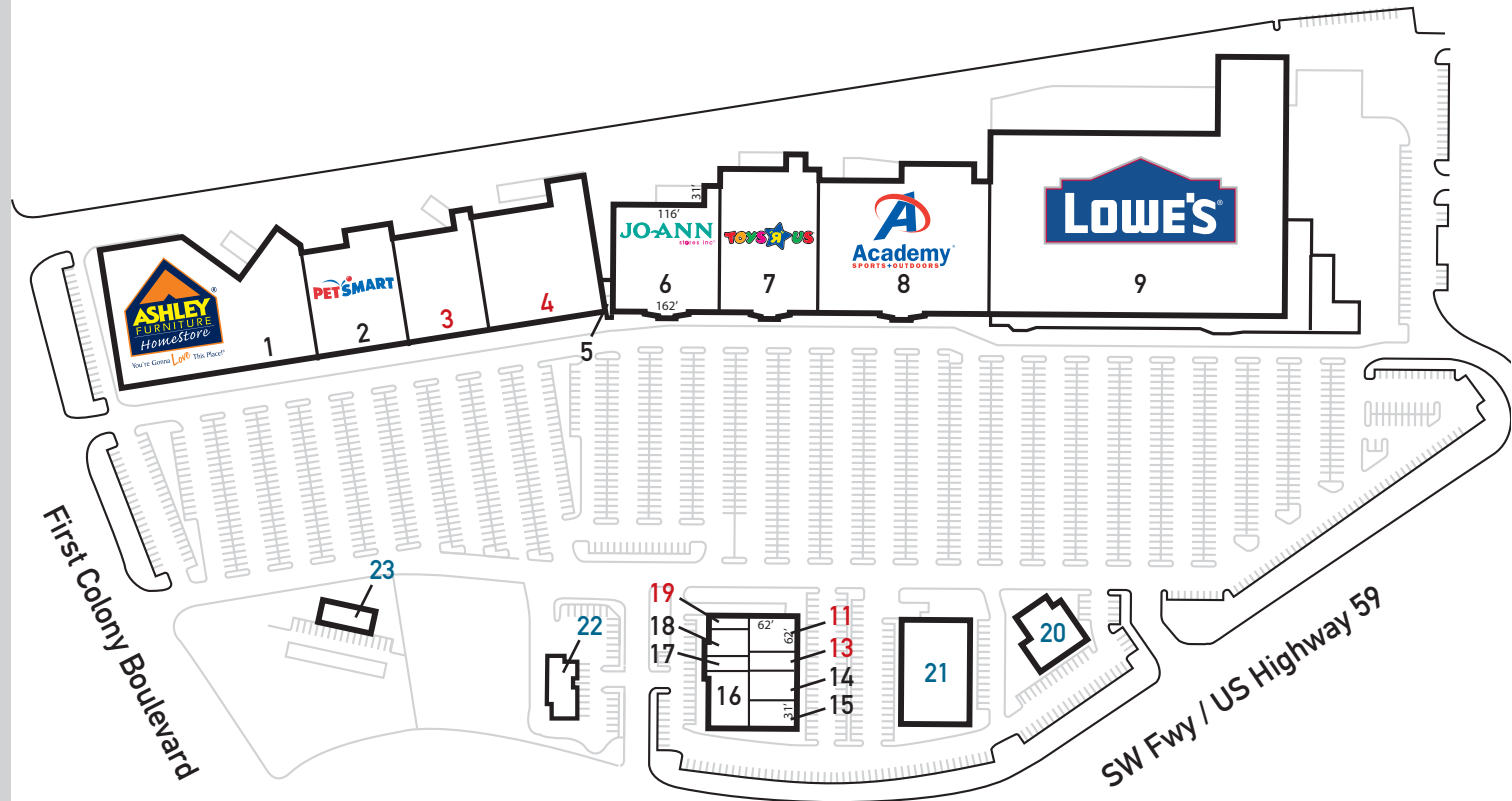 31'
116'
JO-ANN
stores inc®
TOYS"R"US
Academy®
SPORTS+OUTDOORS
LOWE'S®
ASHLEY®
FURNITURE
HomeStore
You're Gonna Love This Place!®
PETSMART
1
2
3
4
5
6
162'
7
8
9
First Colony Boulevard
23
22
19
18
17
16
62'
62'
31'
11
13
14
15
21
20
SW Fwy / US Highway 59